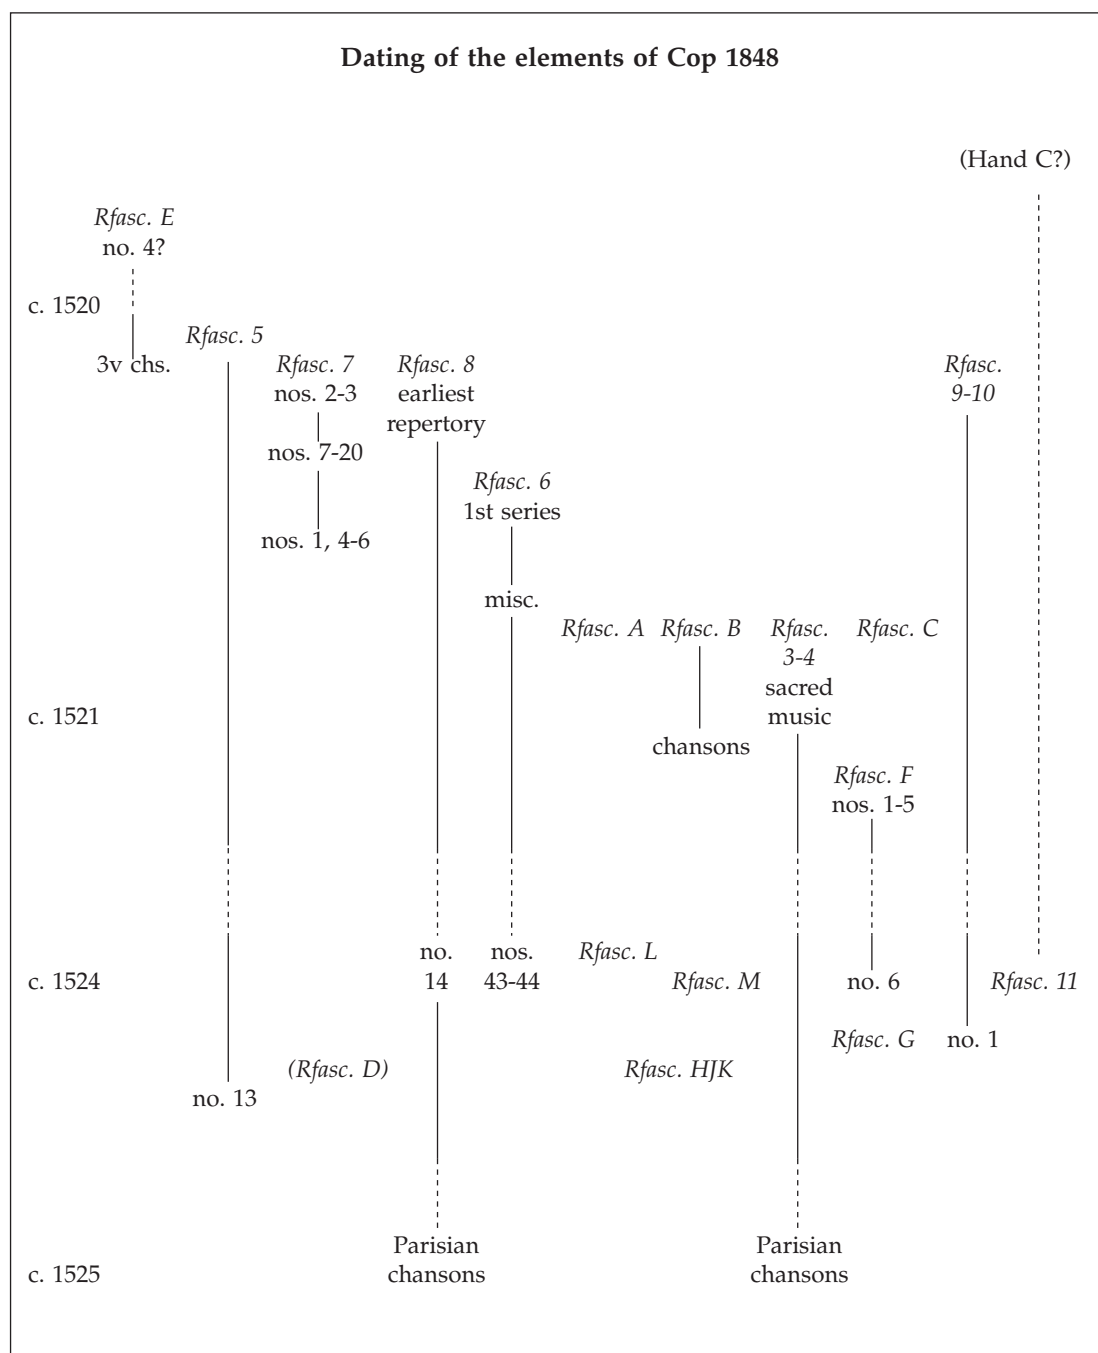 Dating of the elements of Cop 1848
(Hand C?)
Rfasc. E
no. 4?
c. 1520
Rfasc. 5
3v chs.
Rfasc. 7
nos. 2-3
nos. 7-20
nos. 1, 4-6
Rfasc. 8
earliest
repertory
Rfasc.
9-10
Rfasc. 6
1st series
misc.
Rfasc. A
Rfasc. B
Rfasc.
3-4
sacred
music
Rfasc. C
c. 1521
chansons
Rfasc. F
nos. 1-5
no.
14
nos.
43-44
Rfasc. L
c. 1524
Rfasc. M
no. 6
Rfasc. 11
Rfasc. G
no. 1
(Rfasc. D)
Rfasc. HJK
no. 13
Parisian
chansons
Parisian
chansons
c. 1525